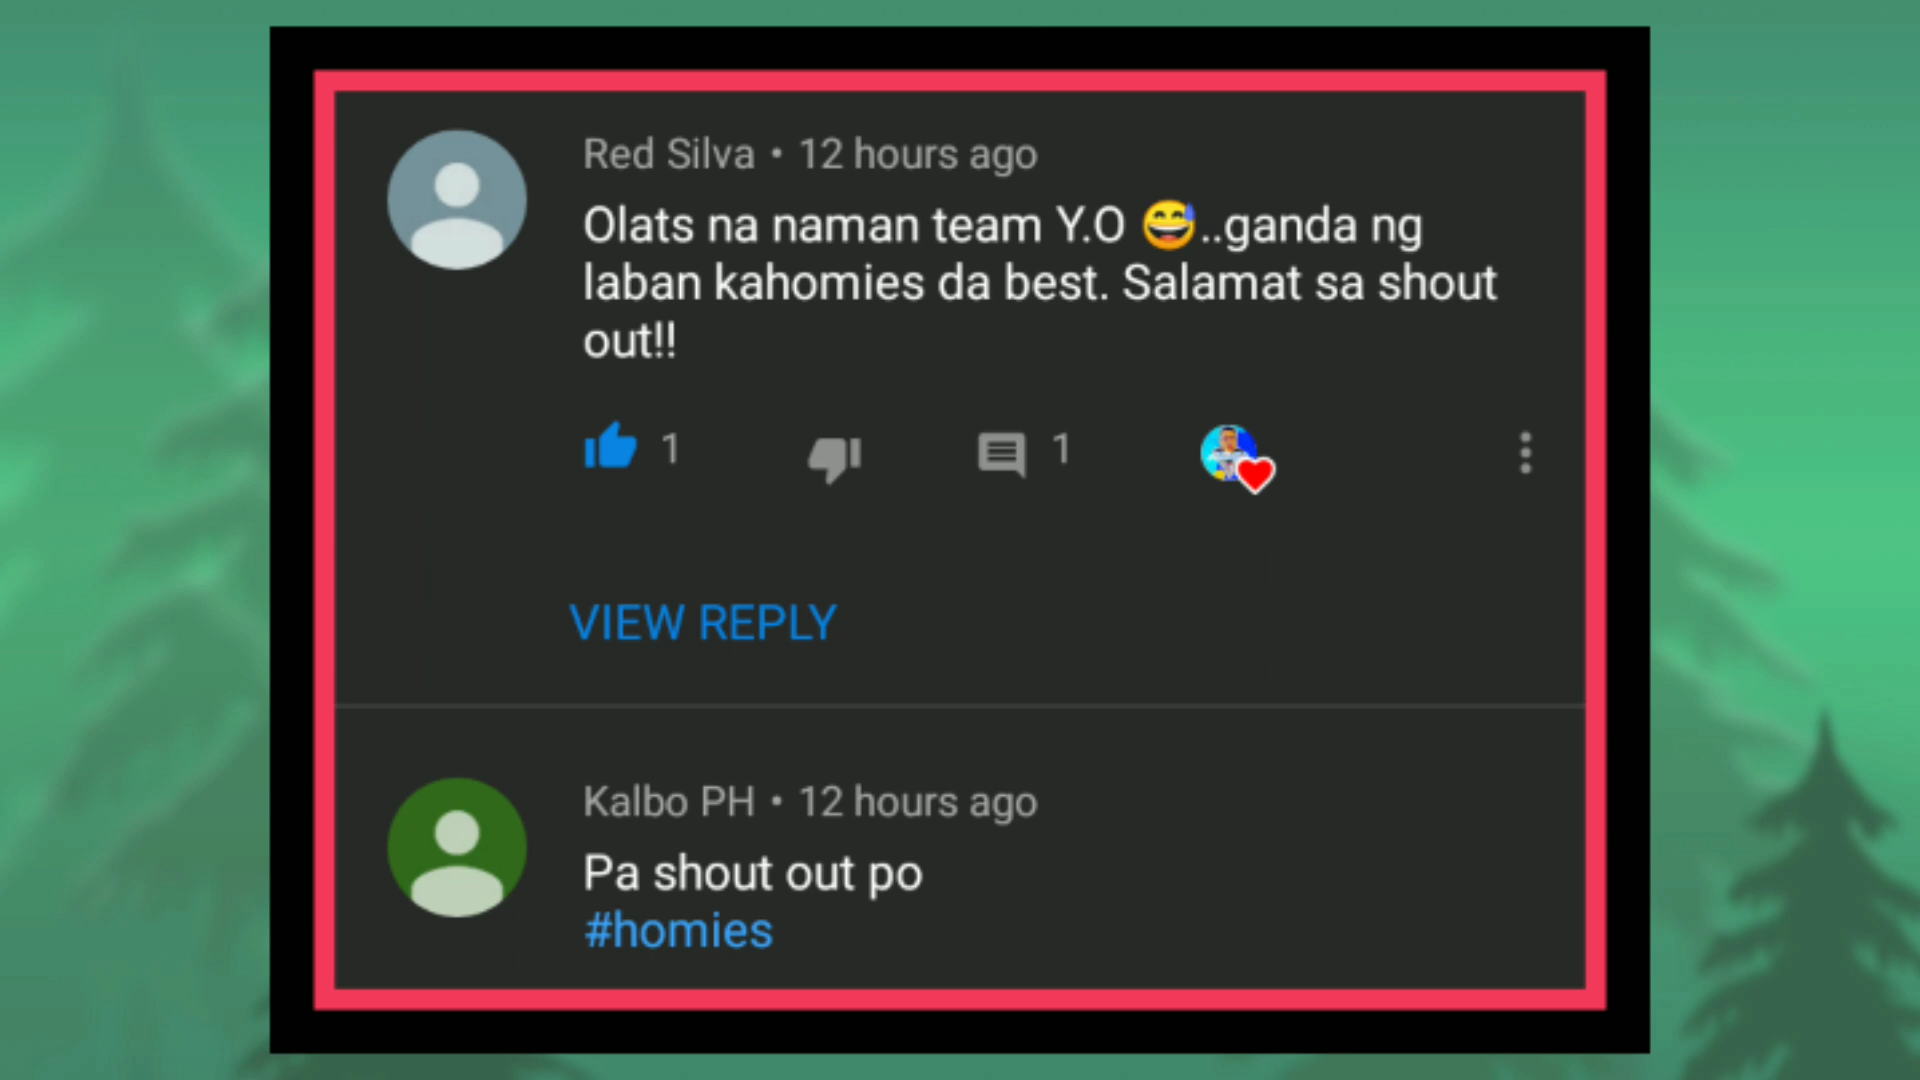 Red Silva • 12 hours ago
Olats na naman team Y.O 😅..ganda ng
laban kahomies da best. Salamat sa shout
out!!
1 1
VIEW REPLY
Kalbo PH • 12 hours ago
Pa shout out po
#homies